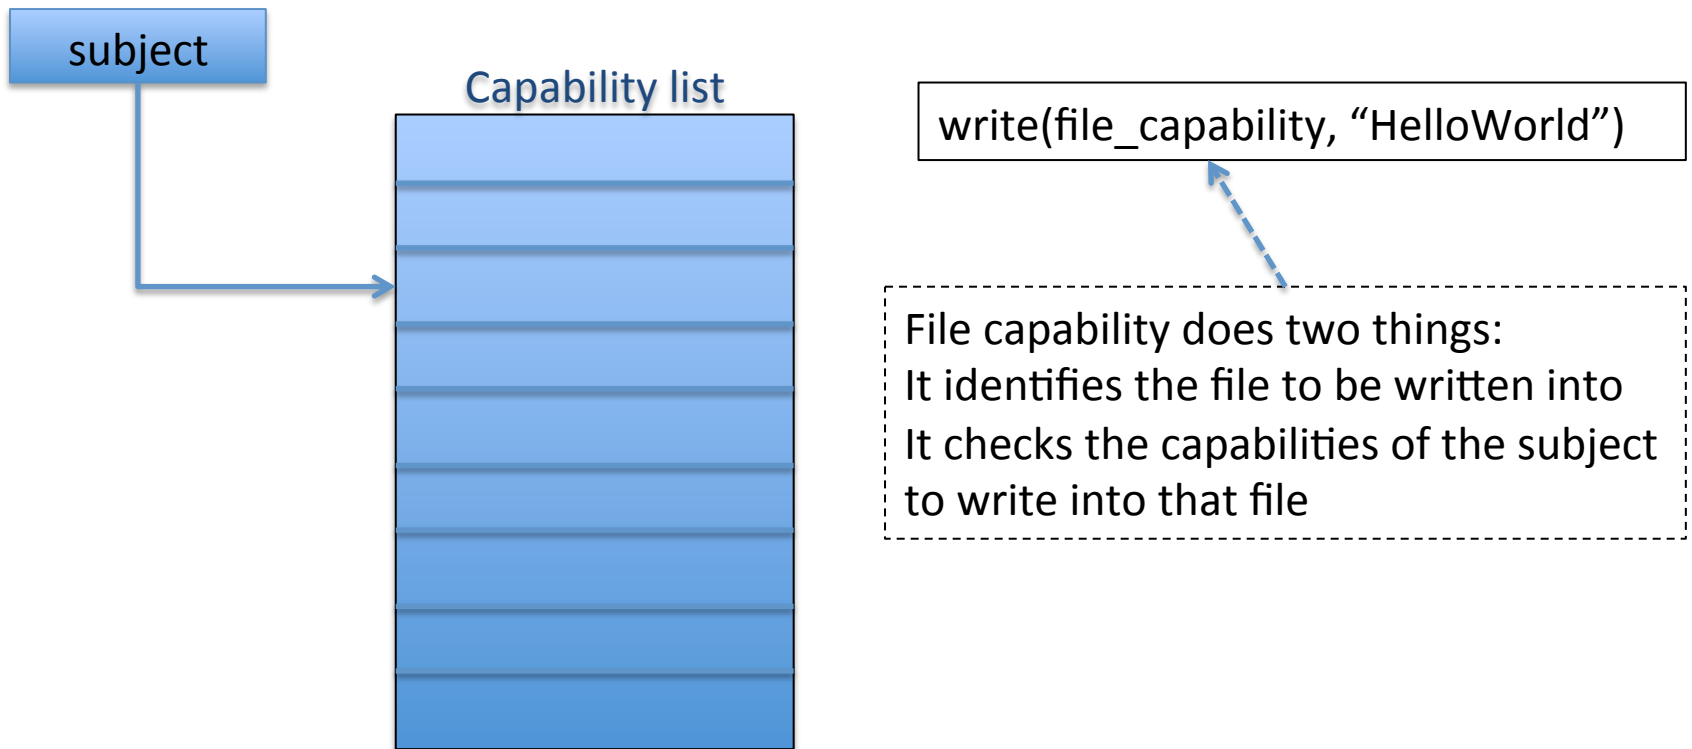 subject
Capability list
write(file_capability, “HelloWorld”)
File capability does two things:
It identifies the file to be written into
It checks the capabilities of the subject
to write into that file